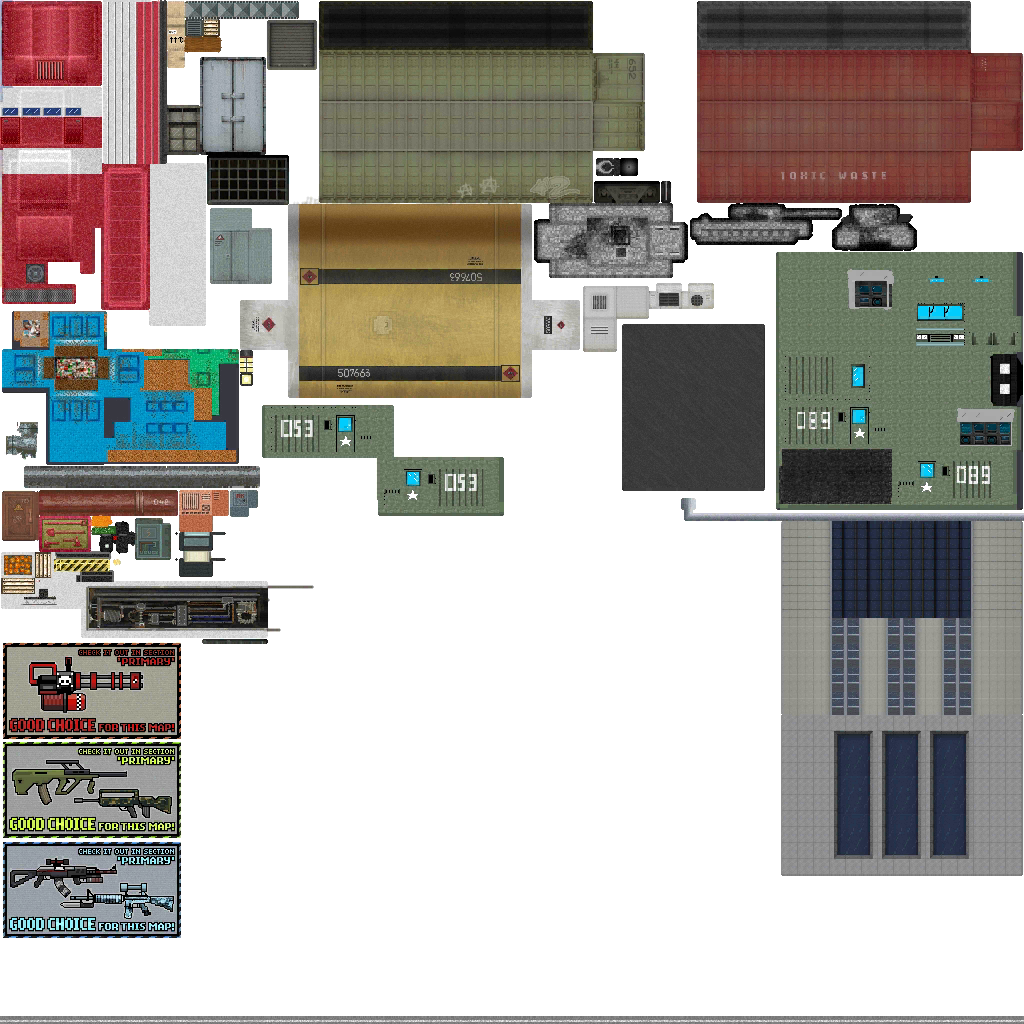 652
TOXIC WASTE
507663
507663
053
053
089
089
042
CHECK IT OUT IN SECTION
'PRIMARY'
GOOD CHOICE FOR THIS MAP!
CHECK IT OUT IN SECTION
'PRIMARY'
GOOD CHOICE FOR THIS MAP!
CHECK IT OUT IN SECTION
'PRIMARY'
GOOD CHOICE FOR THIS MAP!